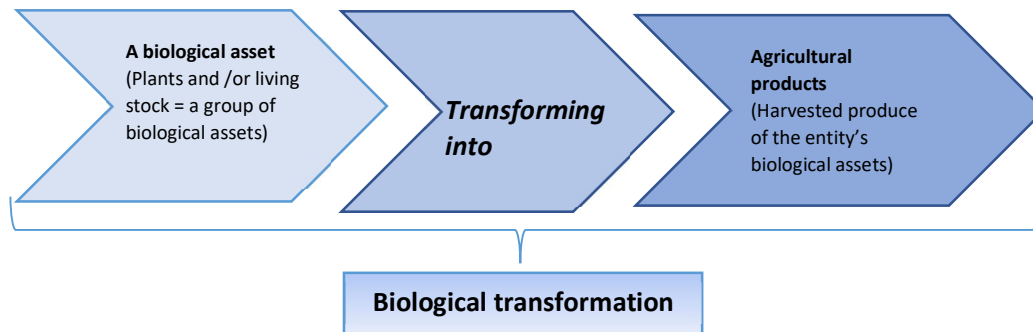 A biological asset
(Plants and /or living
stock = a group of
biological assets)
Transforming
into
Agricultural
products
(Harvested produce
of the entity’s
biological assets)
Biological transformation